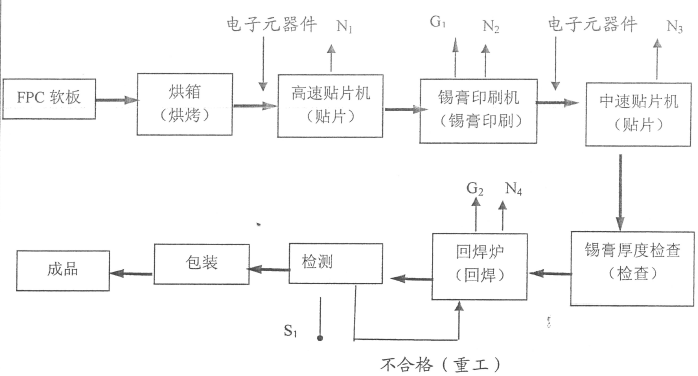 电子元器件 N₁ G₁ N₂ 电子元器件 N₃
FPC 软板
烘箱
（烘烤）
高速贴片机
（贴片）
锡膏印刷机
（锡膏印刷）
中速贴片机
（贴片）
G₂ N₄
成品
包装
检测
回焊炉
（回焊）
锡膏厚度检查
（检查）
S₁
不合格（重工）